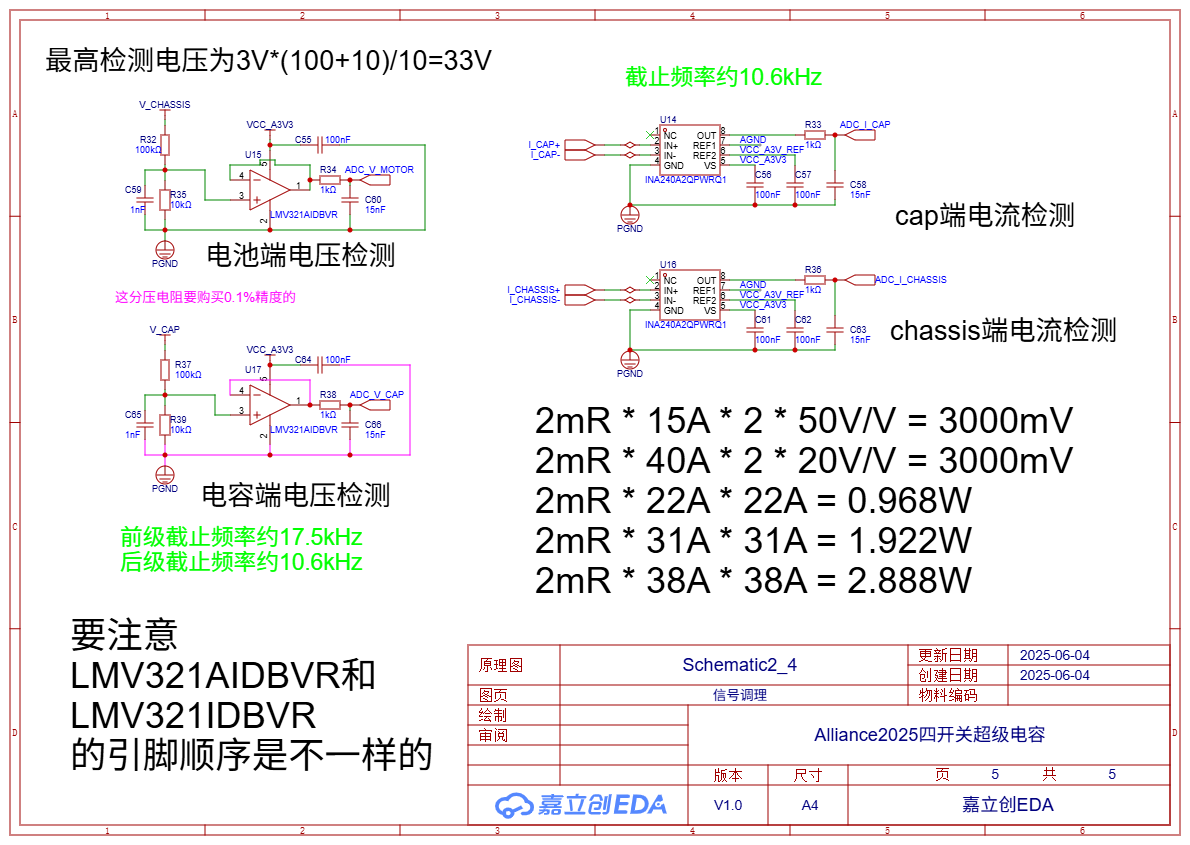 1 2 3 4 5 6
A
B
C
D
最高检测电压为3V*(100+10)/10=33V
V_CHASSIS
R32
100kΩ
C59
1nF
R35
10kΩ
VCC_A3V3
C55 100nF
U15
5
4
3
1
2
LMV321AIDBVR
R34
1kΩ
ADC_V_MOTOR
C60
15nF
PGND
电池端电压检测
这分压电阻要购买0.1%精度的
V_CAP
R37
100kΩ
C65
1nF
R39
10kΩ
VCC_A3V3
C64 100nF
U17
5
4
3
1
2
LMV321AIDBVR
R38
1kΩ
ADC_V_CAP
C66
15nF
PGND
电容端电压检测
前级截止频率约17.5kHz
后级截止频率约10.6kHz
要注意
LMV321AIDBVR和
LMV321IDBVR
的引脚顺序是不一样的
截止频率约10.6kHz
U14
I_CAP+
I_CAP-
1 NC OUT 8
2 IN+ REF1 7
3 IN- REF2 6
4 GND VS 5
INA240A2QPWRQ1
AGND
VCC_A3V_REF
VCC_A3V3
R33
1kΩ
ADC_I_CAP
C56
100nF
C57
100nF
C58
15nF
PGND
cap端电流检测
U16
I_CHASSIS+
I_CHASSIS-
1 NC OUT 8
2 IN+ REF1 7
3 IN- REF2 6
4 GND VS 5
INA240A2QPWRQ1
AGND
VCC_A3V_REF
VCC_A3V3
R36
1kΩ
ADC_I_CHASSIS
C61
100nF
C62
100nF
C63
15nF
PGND
chassis端电流检测
2mR * 15A * 2 * 50V/V = 3000mV
2mR * 40A * 2 * 20V/V = 3000mV
2mR * 22A * 22A = 0.968W
2mR * 31A * 31A = 1.922W
2mR * 38A * 38A = 2.888W
原理图 Schematic2_4 更新日期 2025-06-04
创建日期 2025-06-04
图页 信号调理 物料编码
绘制
审阅
Alliance2025四开关超级电容
版本 尺寸 页 5 共 5
嘉立创EDA V1.0 A4 嘉立创EDA
A
B
C
D
1 2 3 4 5 6